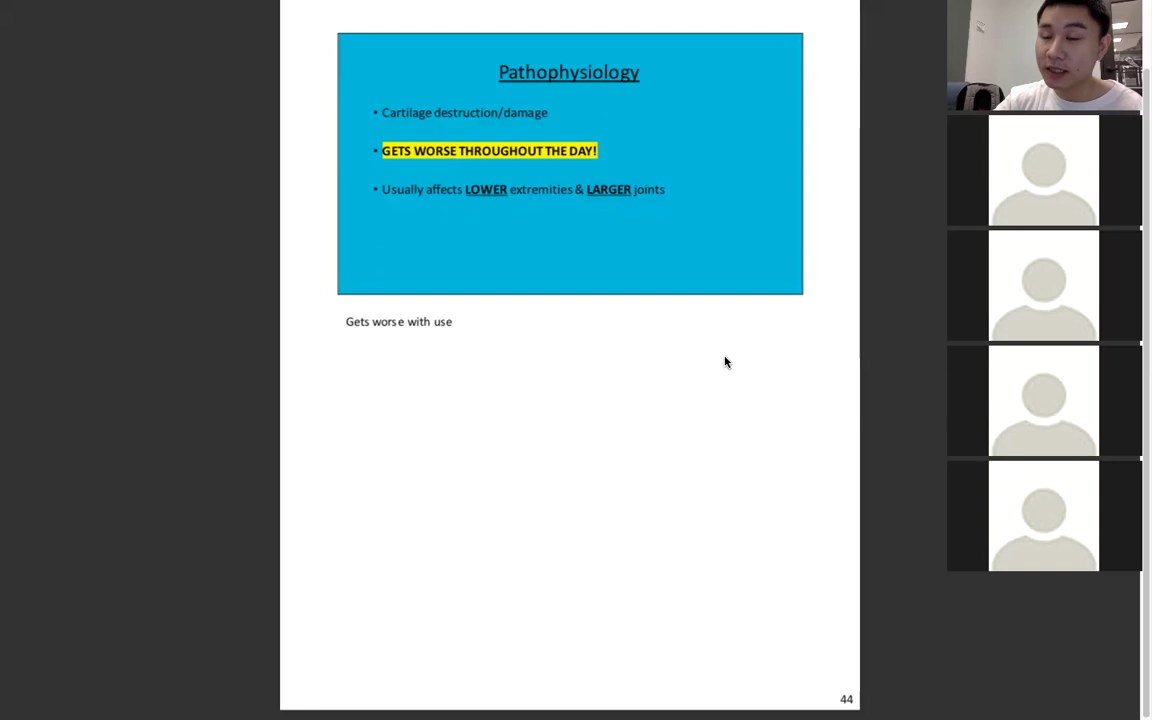 Pathophysiology
• Cartilage destruction/damage
• GETS WORSE THROUGHOUT THE DAY!
• Usually affects LOWER extremities & LARGER joints
Gets worse with use
44